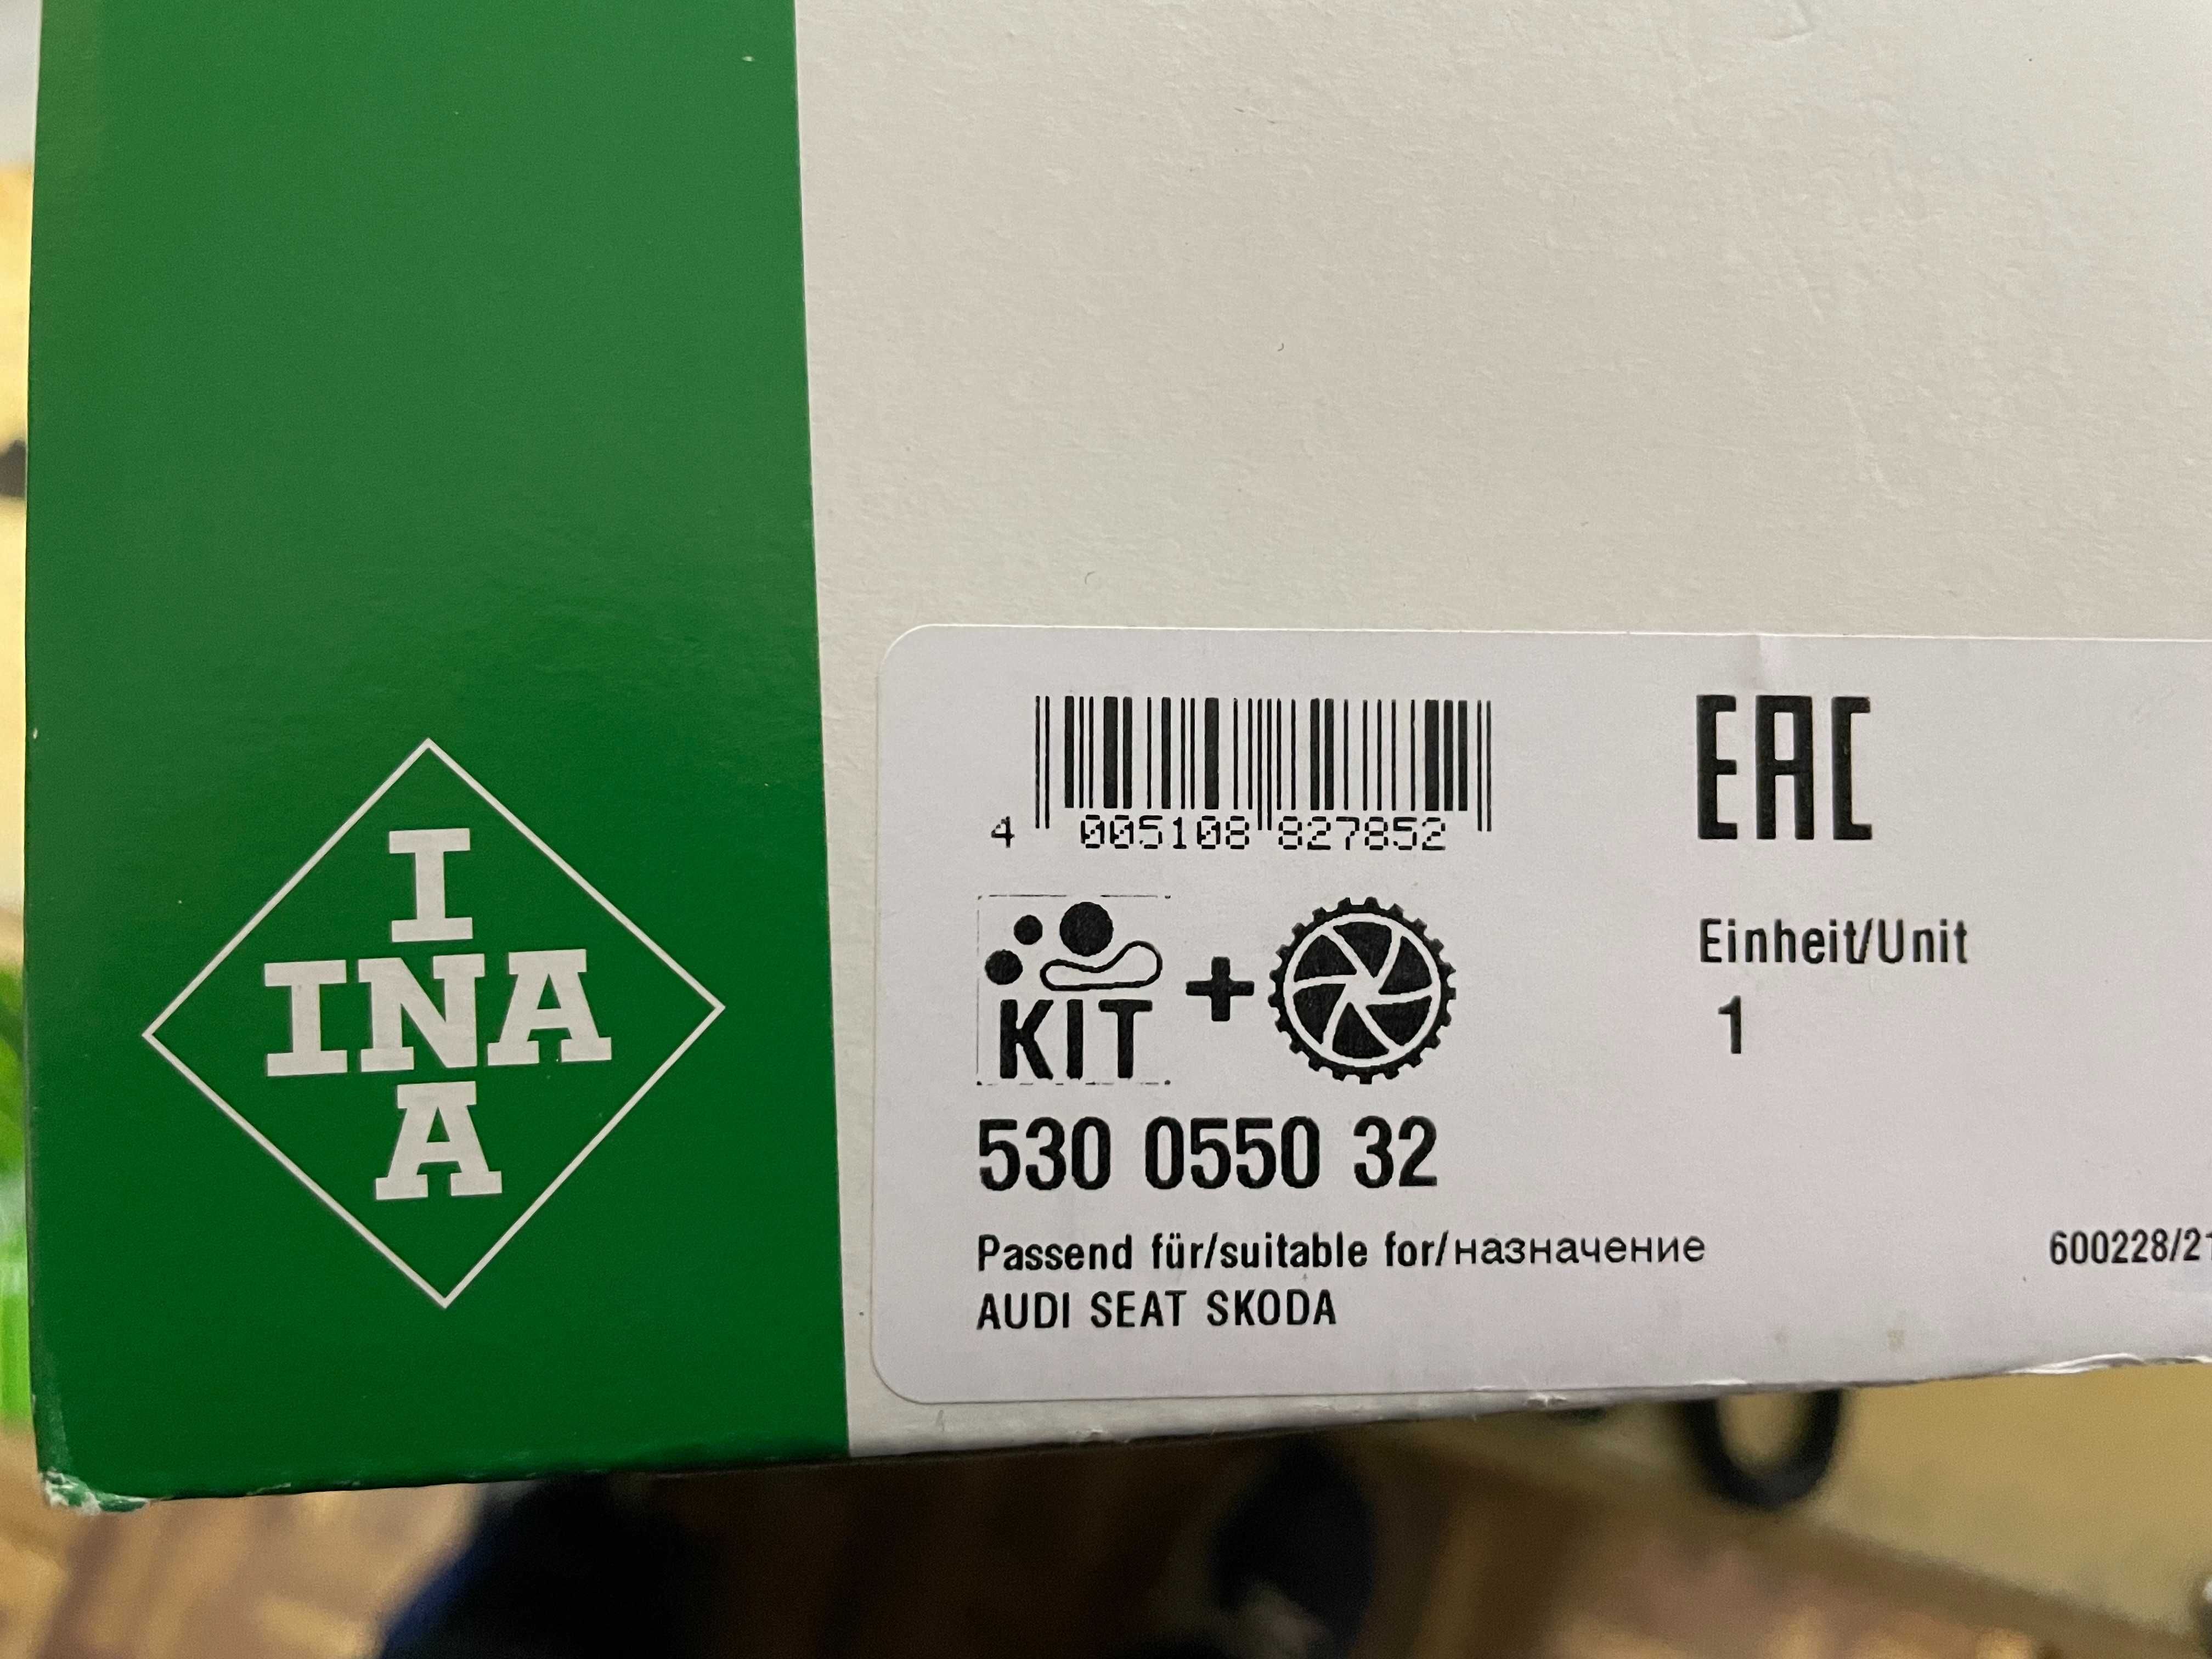 I
INA
A
EAC
4 005108 827852
Einheit/Unit
1
KIT +
530 0550 32
Passend für/suitable for/назначение
600228/21
AUDI SEAT SKODA